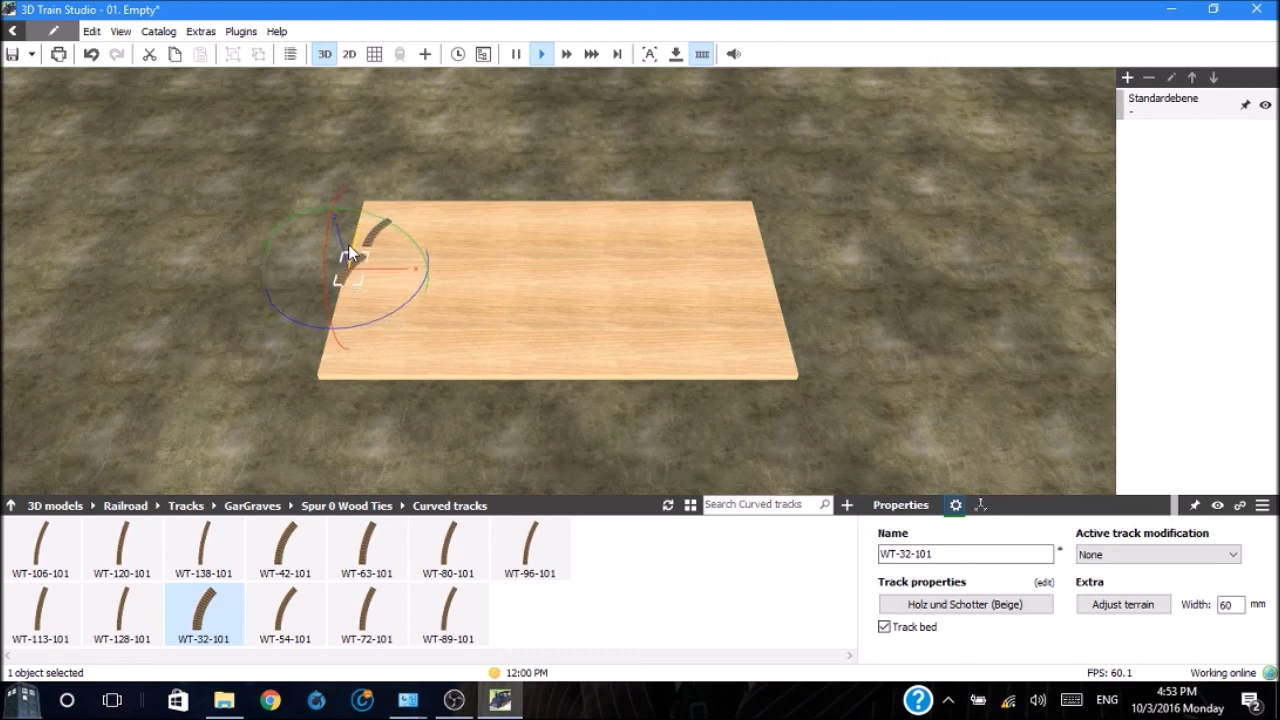 3D Train Studio - 01. Empty*
Edit View Catalog Extras Plugins Help
3D 2D
Standardebene
-
3D models Railroad Tracks GarGraves Spur 0 Wood Ties Curved tracks
Search Curved tracks
Properties
WT-106-101 WT-120-101 WT-138-101 WT-42-101 WT-63-101 WT-80-101 WT-96-101
WT-113-101 WT-128-101 WT-32-101 WT-54-101 WT-72-101 WT-89-101
Name
WT-32-101 *
Active track modification
None
Track properties (edit)
Holz und Schotter (Beige)
Track bed
Extra
Adjust terrain Width: 60 mm
1 object selected
12:00 PM
FPS: 60.1
Working online
ENG
4:53 PM
10/3/2016 Monday
2